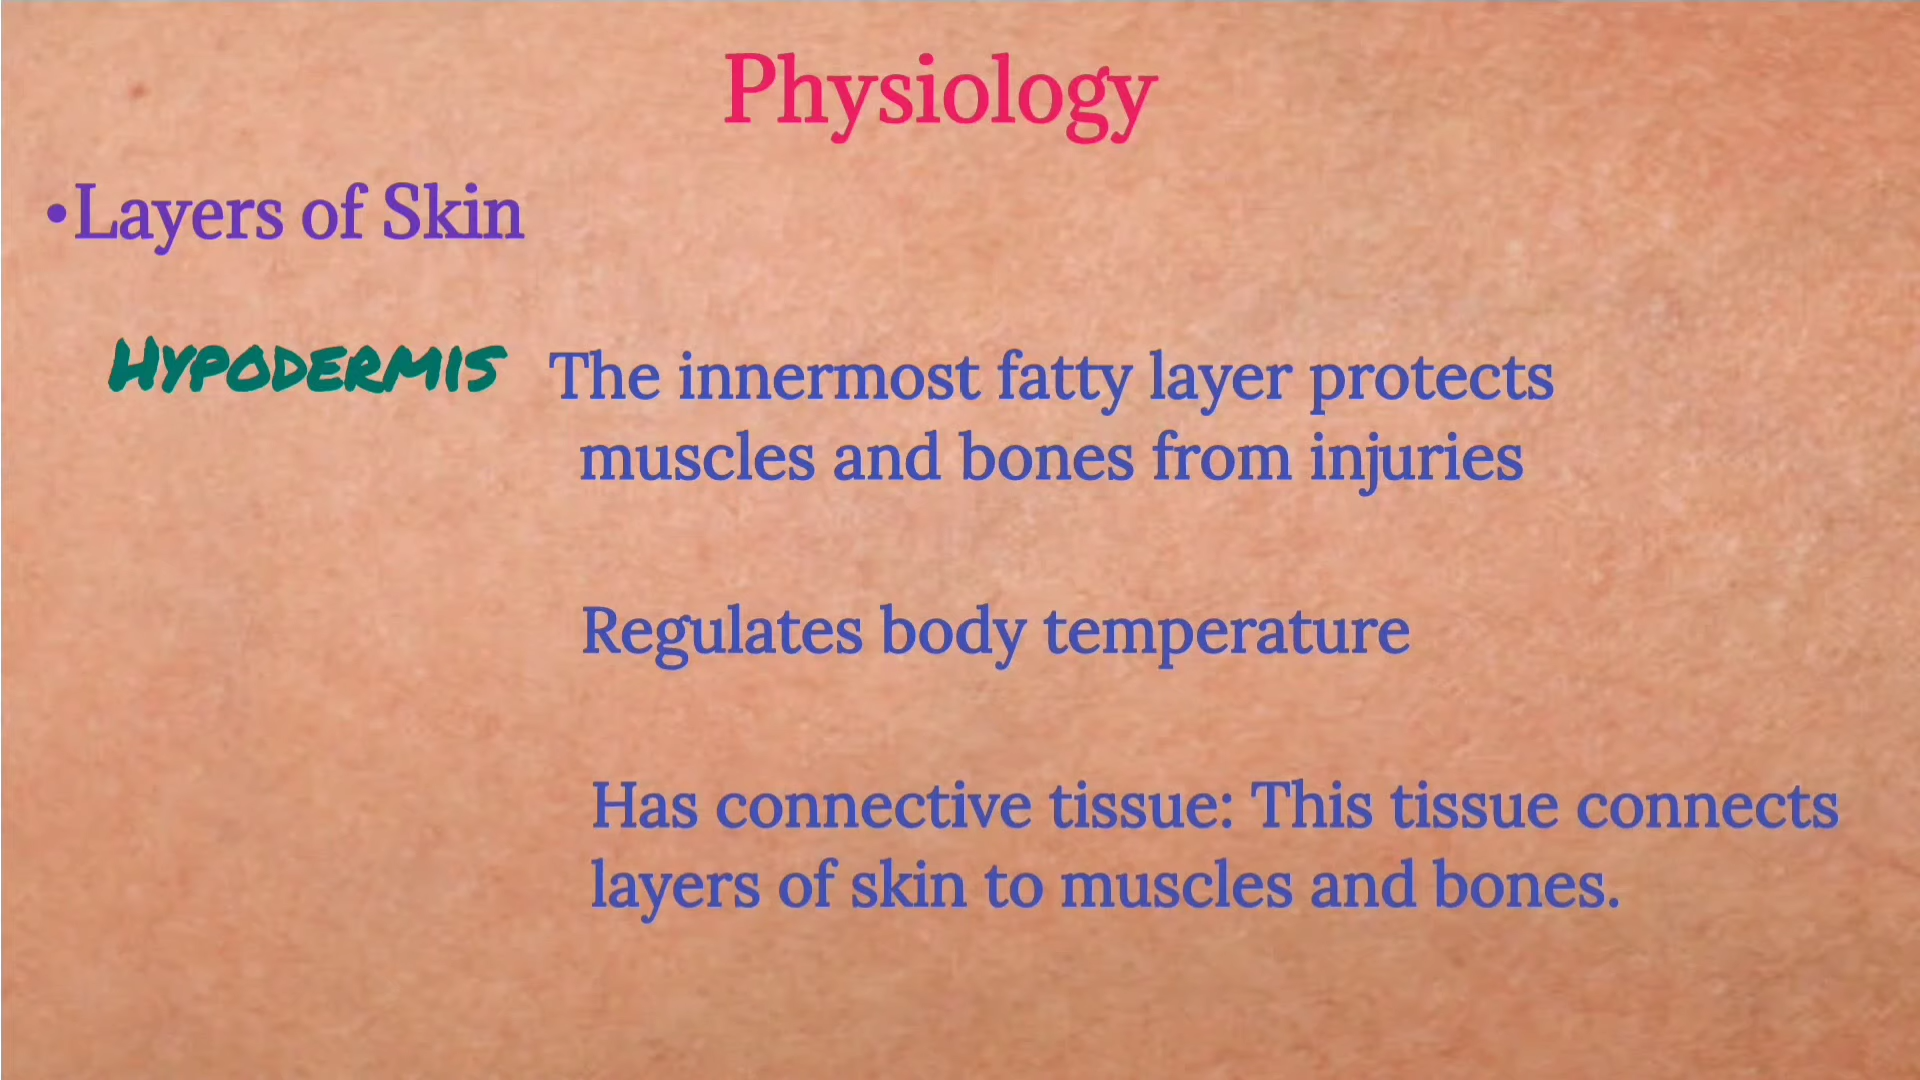 Physiology
•Layers of Skin
HYPODERMIS The innermost fatty layer protects
muscles and bones from injuries
Regulates body temperature
Has connective tissue: This tissue connects
layers of skin to muscles and bones.